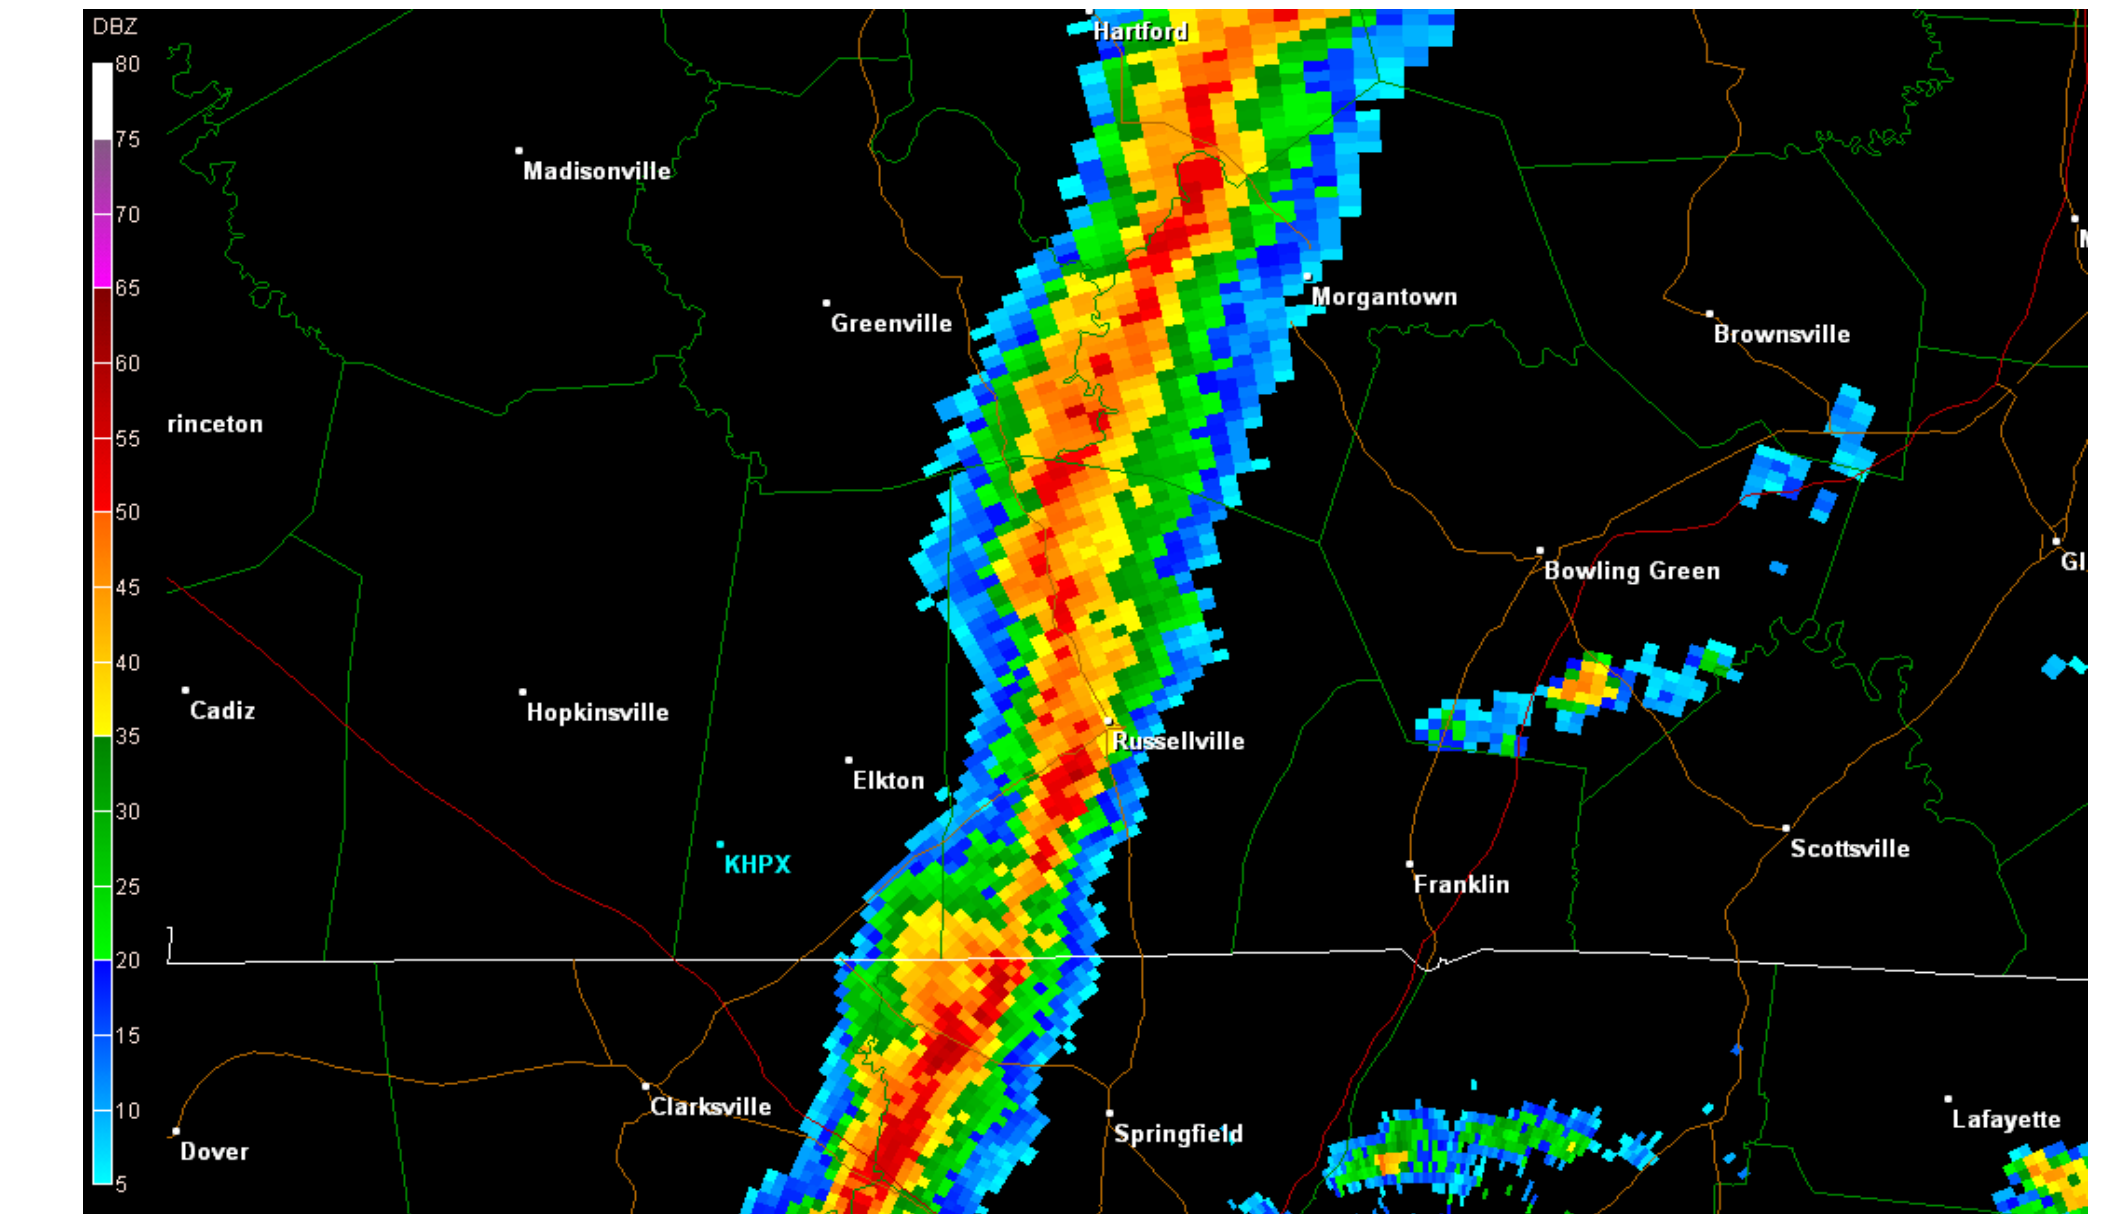 DBZ
Hartford
80
75
Madisonville
70
M
65
Morgantown
Greenville
Brownsville
60
rinceton
55
50
Gl
Bowling Green
45
40
Cadiz
Hopkinsville
35
Russellville
Elkton
30
Scottsville
KHPX
25
Franklin
20
15
Clarksville
10
Lafayette
Springfield
Dover
5